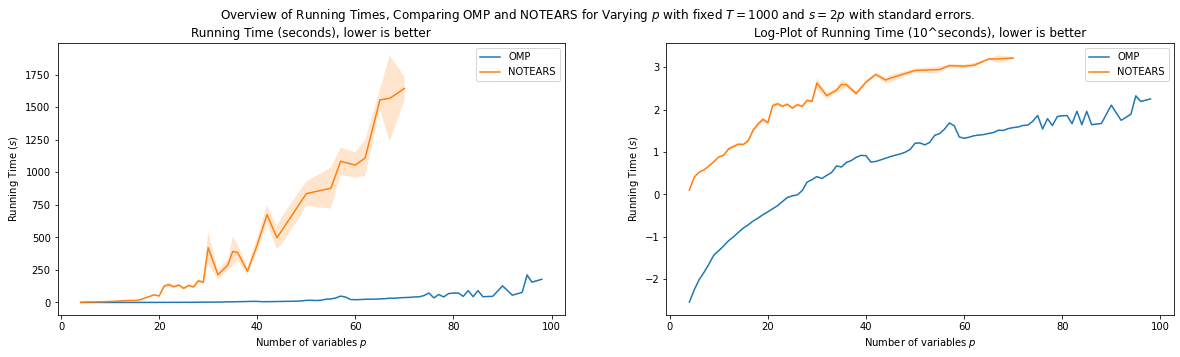 Overview of Running Times, Comparing OMP and NOTEARS for Varying p with fixed T = 1000 and s = 2p with standard errors.
Running Time (seconds), lower is better
Running Time (s)
1750
1500
1250
1000
750
500
250
0
0 20 40 60 80 100
Number of variables p
OMP
NOTEARS
Log-Plot of Running Time (10^seconds), lower is better
Running Time (s)
3
2
1
0
−1
−2
0 20 40 60 80 100
Number of variables p
OMP
NOTEARS